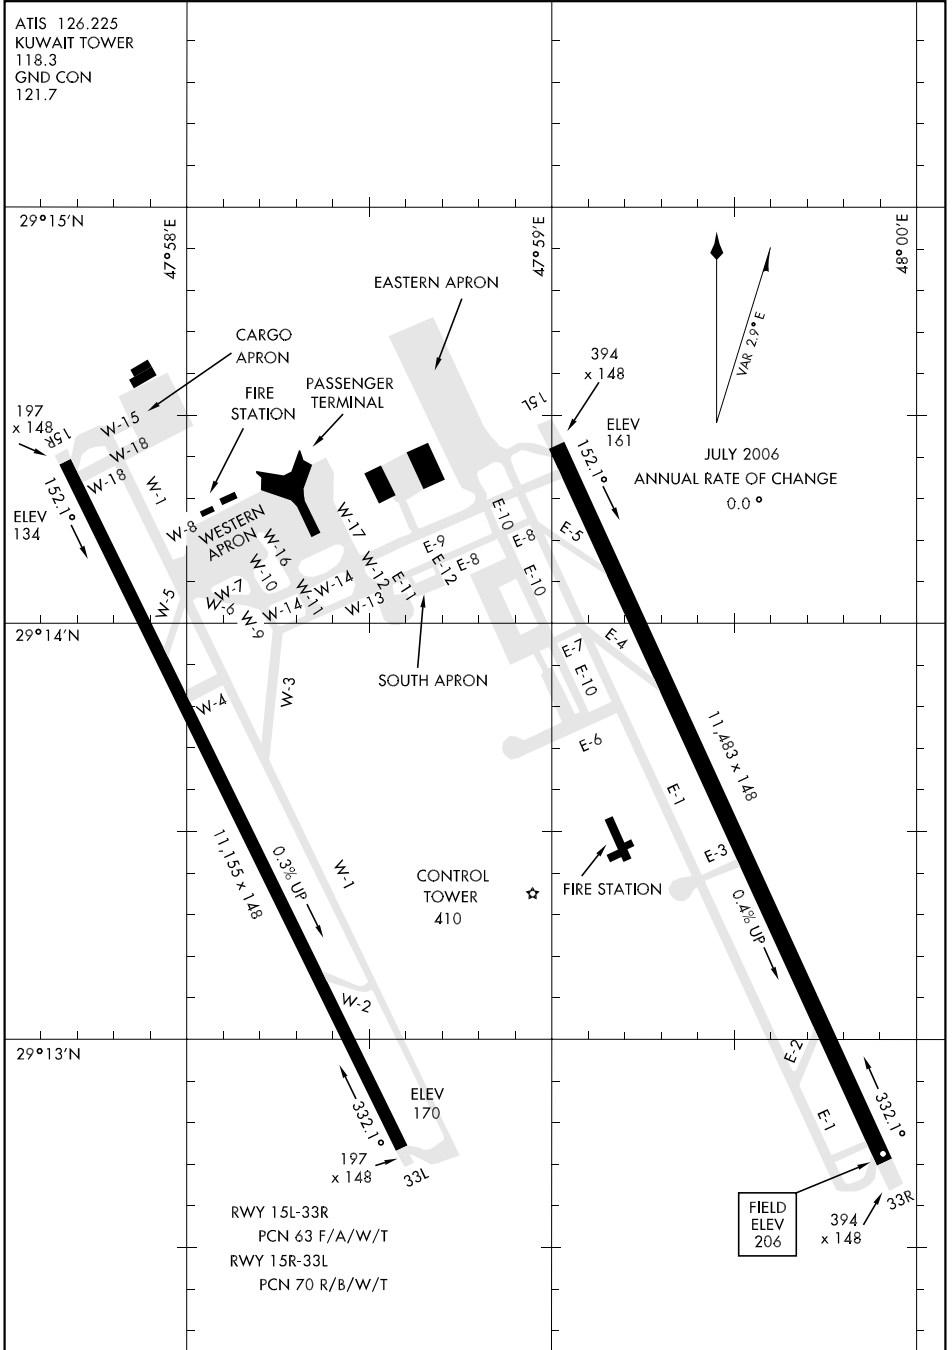 ATIS 126.225
KUWAIT TOWER
118.3
GND CON
121.7
29°15'N
47°58'E
47°59'E
48°00'E
VAR 2.9° E
JULY 2006
ANNUAL RATE OF CHANGE
0.0 °
EASTERN APRON
CARGO
APRON
FIRE
STATION
PASSENGER
TERMINAL
394
x 148
15L
ELEV
161
152.1°
197
x 148
15R
W-15
W-18
W-18
152.1°
ELEV
134
W-1
W-8
WESTERN
APRON
W-16
W-10
W-17
W-7
W-6
W-9
W-14
W-11
W-14
W-12
W-13
E-11
E-9
E-12
E-8
E-10
E-8
E-10
E-5
W-5
29°14'N
E-7
E-10
E-4
SOUTH APRON
W-3
W-4
E-6
11,483 x 148
E-1
11,155 x 148
0.3% UP
W-1
CONTROL
TOWER
410
FIRE STATION
E-3
0.4% UP
W-2
29°13'N
E-2
E-1
332.1°
ELEV
170
332.1°
197
x 148
33L
33R
FIELD
ELEV
206
394
x 148
RWY 15L-33R
PCN 63 F/A/W/T
RWY 15R-33L
PCN 70 R/B/W/T